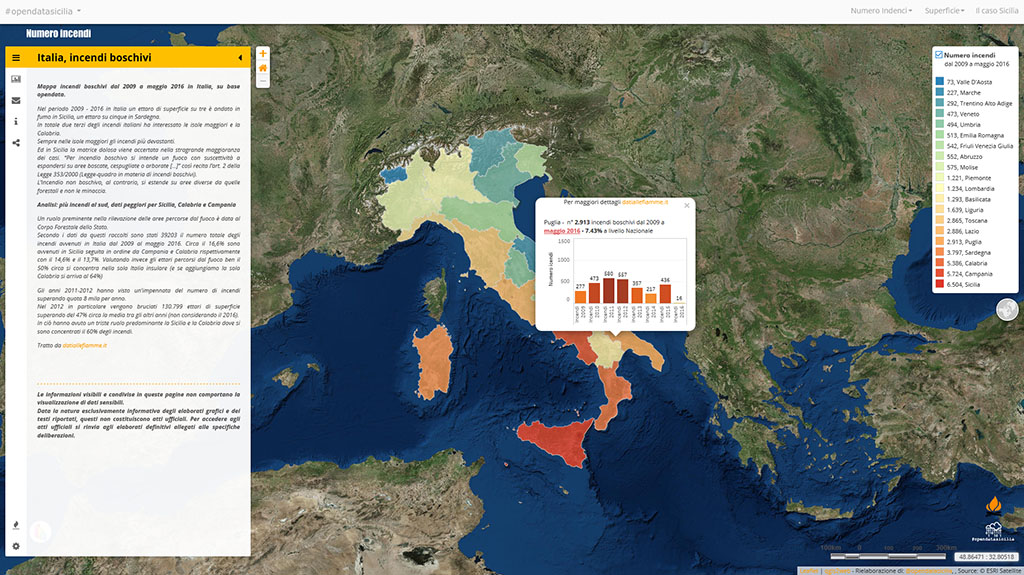 #opendatasicilia
Numero Indenci
Superficie
Il caso Sicilia
Numero incendi
Italia, incendi boschivi
Mappa incendi boschivi dal 2009 a maggio 2016 in Italia, su base
opendata.
Nel periodo 2009 - 2016 in Italia un ettaro di superficie su tre è andato in
fumo in Sicilia, un ettaro su cinque in Sardegna.
In totale due terzi degli incendi italiani ha interessato le isole maggiori e la
Calabria.
Sempre nelle isole maggiori gli incendi più devastanti.
Ed in Sicilia la matrice dolosa viene accertata nella stragrande maggioranza
dei casi. "Per incendio boschivo si intende un fuoco con suscettività a
espandersi su aree boscate, cespugliate o arborate [...]" così recita l'art. 2 della
Legge 353/2000 (Legge-quadro in materia di incendi boschivi).
L'incendio non boschivo, al contrario, si estende su aree diverse da quelle
forestali e non le minaccia.
Analisi: più incendi al sud, dati peggiori per Sicilia, Calabria e Campania
Un ruolo preminente nella rilevazione delle aree percorse dal fuoco è data al
Corpo Forestale dello Stato.
Secondo i dati da questi raccolti sono stati 39203 il numero totale degli
incendi avvenuti in Italia dal 2009 al maggio 2016. Circa il 16,6% sono
avvenuti in Sicilia seguita in ordine da Campania e Calabria rispettivamente
con il 14,6% e il 13,7%. Valutando invece gli ettari percorsi dal fuoco ben il
50% circa si concentra nella sola Italia insulare (e se aggiungiamo la sola
Calabria si arriva al 64%)
Gli anni 2011-2012 hanno visto un'impennata del numero di incendi
superando quota 8 mila per anno.
Nel 2012 in particolare vengono bruciati 130.799 ettari di superficie
superando del 47% circa la media tra gli altri anni (non considerando il 2016).
In ciò hanno avuto un triste ruolo predominante la Sicilia e la Calabria dove si
sono concentrati il 60% degli incendi.
Tratto da datiallefiamme.it
Le informazioni visibili e condivise in queste pagine non comportano la
visualizzazione di dati sensibili.
Data la natura esclusivamente informativa degli elaborati grafici e dei
testi riportati, questi non costituiscono atti ufficiali. Per accedere agli
atti ufficiali si rinvia agli elaborati definitivi allegati alle specifiche
deliberazioni.
Per maggiori dettagli datiallefiamme.it
Puglia - n° 2.913 incendi boschivi dal 2009 a
maggio 2016 - 7.43% a livello Nazionale
Numero Icendi
1500
1000
500
0
277
473
580
557
357
217
436
16
Incendi 2009
Incendi 2010
Incendi 2011
Incendi 2012
Incendi 2013
Incendi 2014
Incendi 2015
Incendi 2016
Numero incendi
dal 2009 a maggio 2016
73, Valle D'Aosta
227, Marche
292, Trentino Alto Adige
473, Veneto
494, Umbria
513, Emilia Romagna
542, Friuli Venezia Giulia
552, Abruzzo
575, Molise
1.221, Piemonte
1.234, Lombardia
1.293, Basilicata
1.639, Liguria
2.865, Toscana
2.886, Lazio
2.913, Puglia
3.797, Sardegna
5.386, Calabria
5.724, Campania
6.504, Sicilia
#opendatasicilia
100km 0 100 200 300km
48.86471 : 32.80518
- Rielaborazione di: , Source: © ESRI Satellite